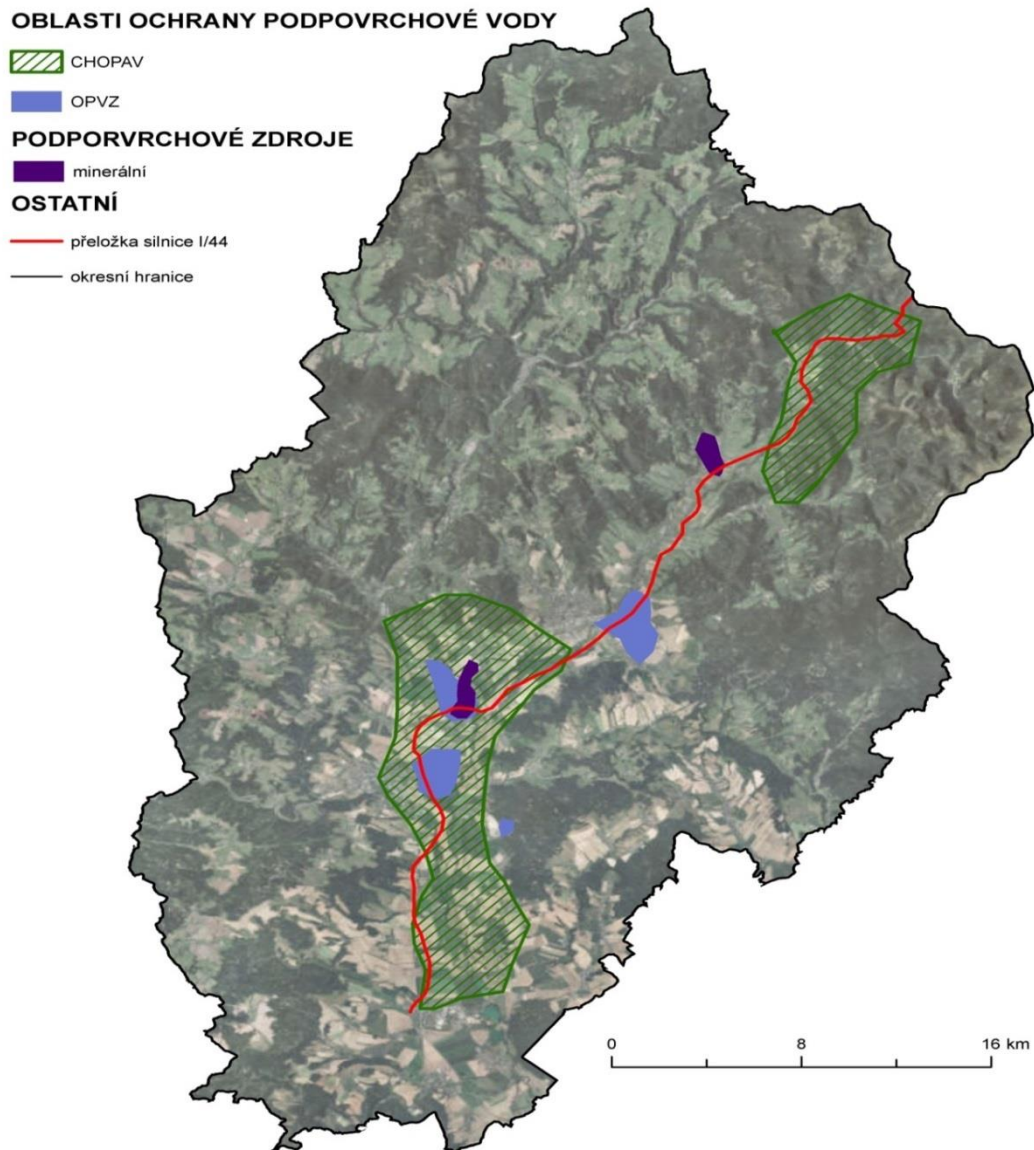 OBLASTI OCHRANY PODPOVRCHOVÉ VODY
CHOPAV
OPVZ
PODPORVRCHOVÉ ZDROJE
minerální
OSTATNÍ
přeložka silnice I/44
okresní hranice
0 8 16 km